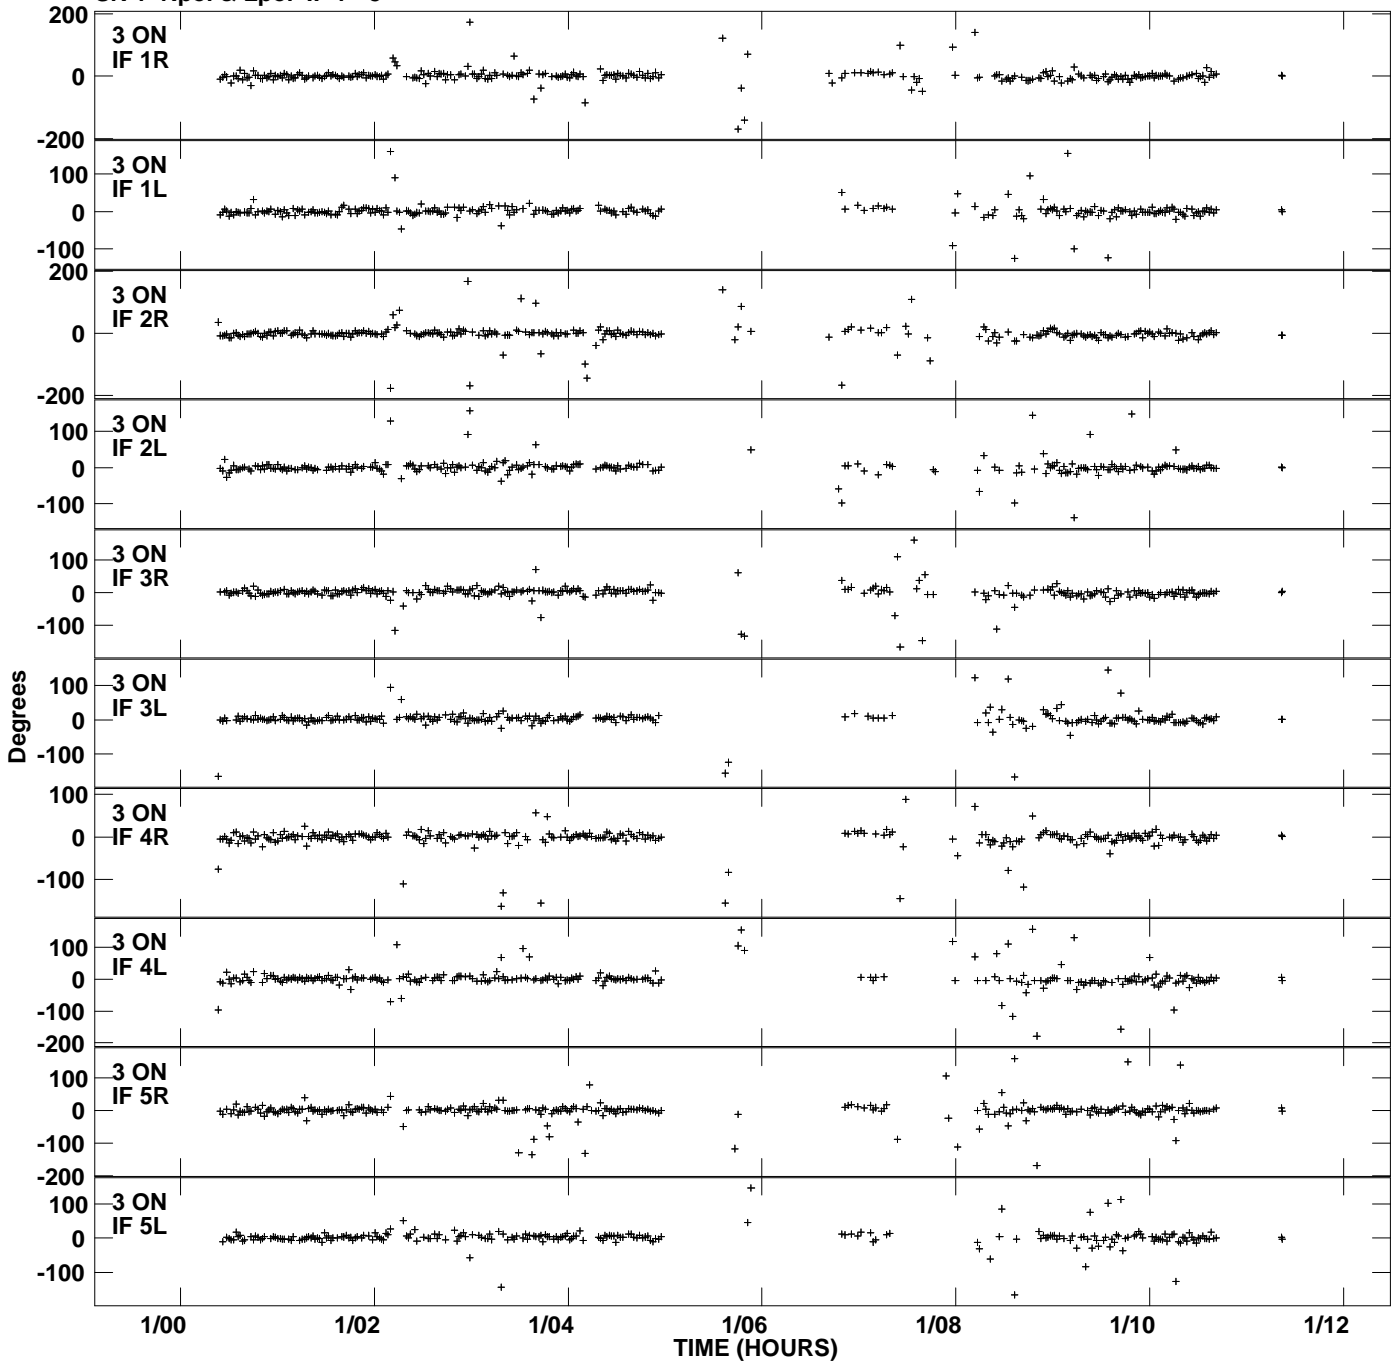 200
0
-200
3 ON
IF 1R
100
0
-100
3 ON
IF 1L
200
0
-200
3 ON
IF 2R
100
0
-100
3 ON
IF 2L
100
0
-100
3 ON
IF 3R
100
0
-100
3 ON
IF 3L
100
0
-100
3 ON
IF 4R
100
0
-100
-200
3 ON
IF 4L
100
0
-100
-200
3 ON
IF 5R
100
0
-100
3 ON
IF 5L
Degrees
1/00 1/02 1/04 1/06 1/08 1/10 1/12
TIME (HOURS)